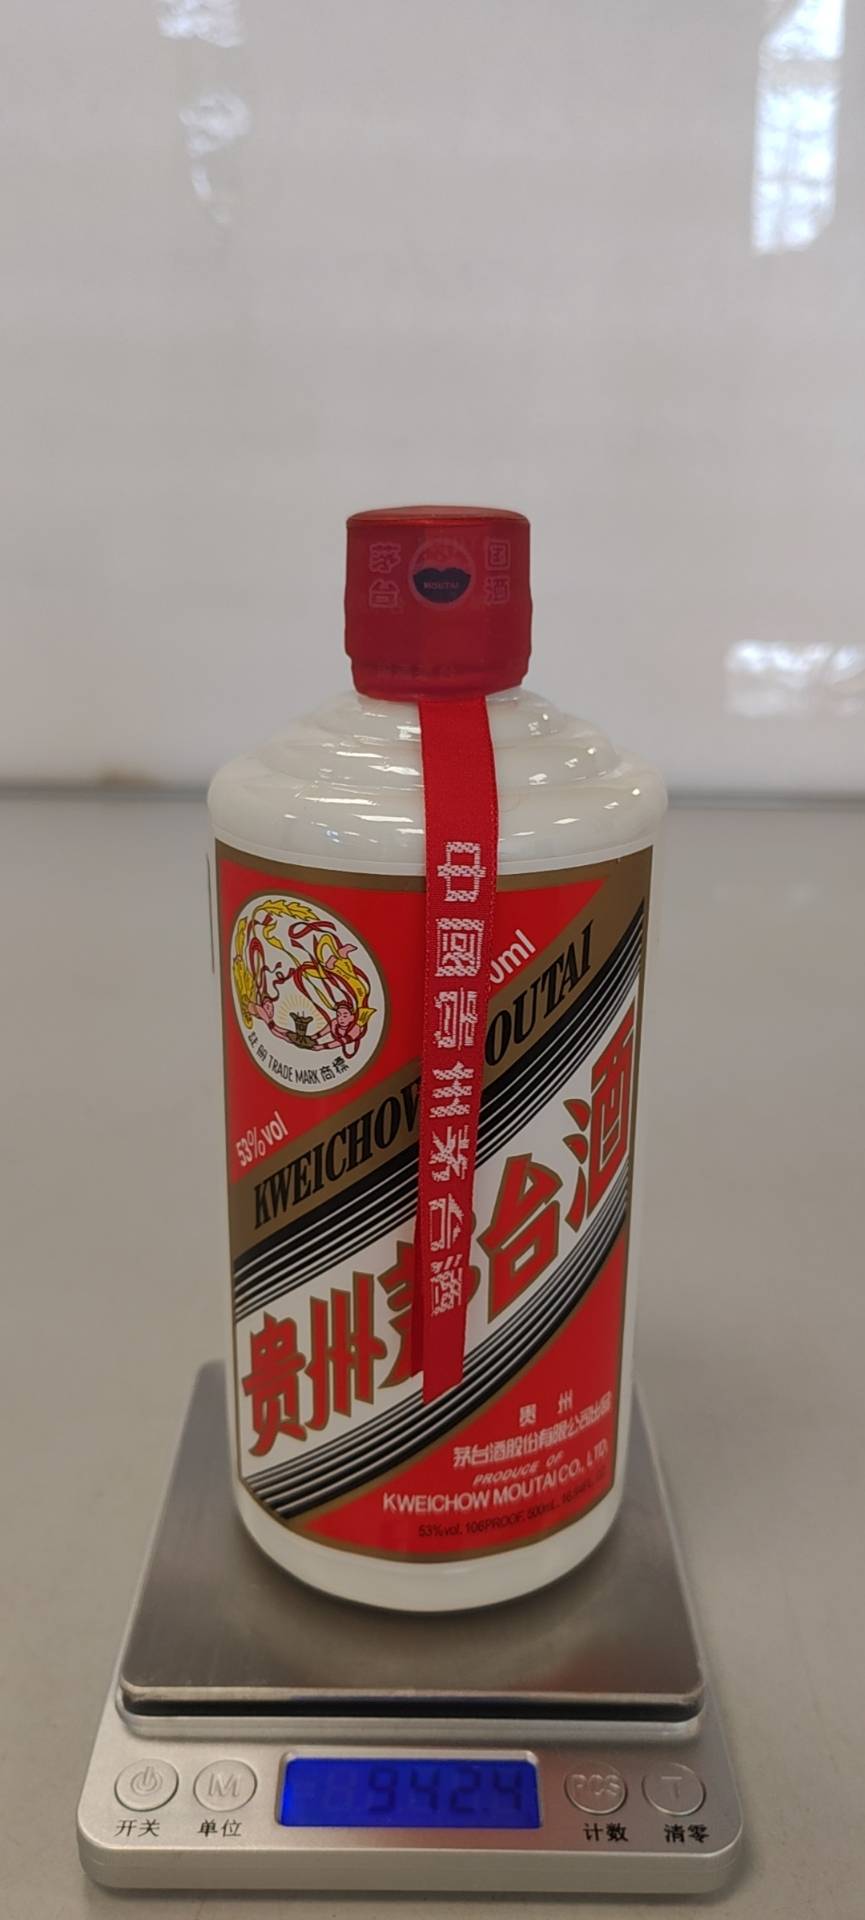 茅台
MOUTAI
国酒
中國贵州茅台酒
注册 TRADE MARK 商標
53%vol
KWEICHOW MOUTAI
贵州茅台酒
贵州
茅台酒股份有限公司出品
PRODUCE OF
KWEICHOW MOUTAI CO., LTD.
53%vol. 106PROOF. 500mL.
942.4
M
PCS
T
开关
单位
计数
清零